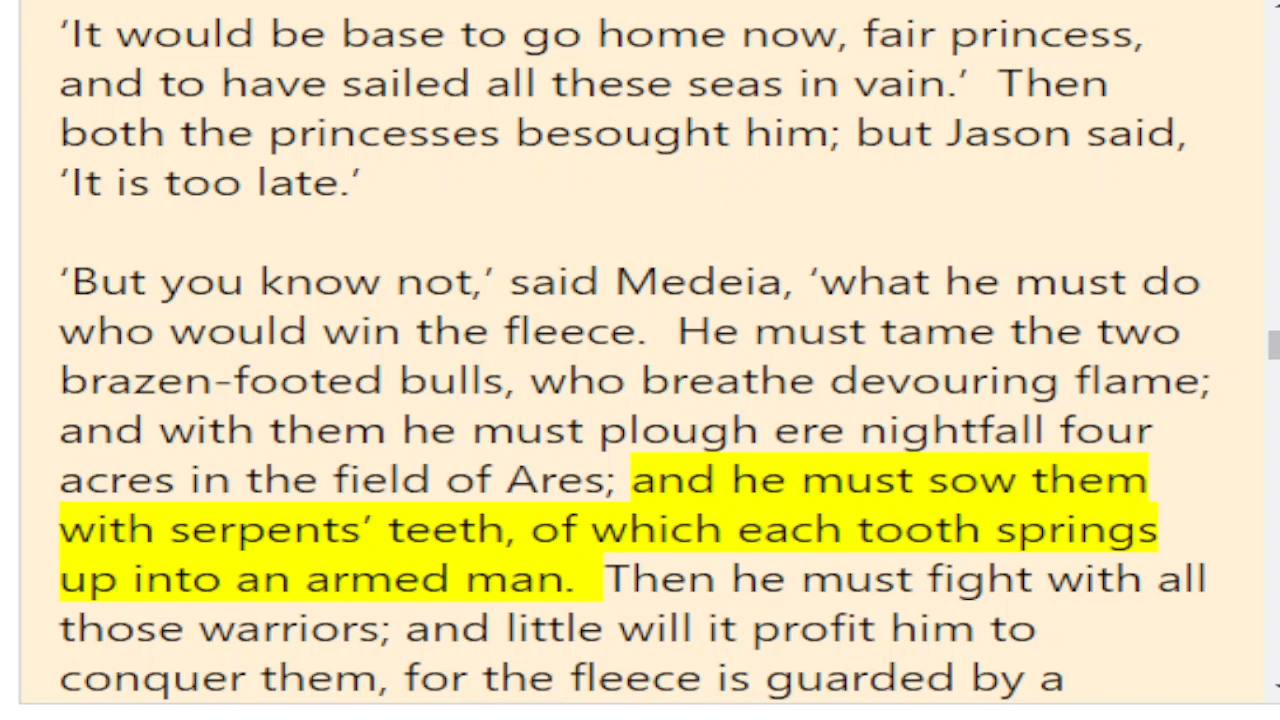 ‘It would be base to go home now, fair princess,
and to have sailed all these seas in vain.’  Then
both the princesses besought him; but Jason said,
‘It is too late.’
‘But you know not,’ said Medeia, ‘what he must do
who would win the fleece.  He must tame the two
brazen-footed bulls, who breathe devouring flame;
and with them he must plough ere nightfall four
acres in the field of Ares; and he must sow them
with serpents’ teeth, of which each tooth springs
up into an armed man.  Then he must fight with all
those warriors; and little will it profit him to
conquer them, for the fleece is guarded by a